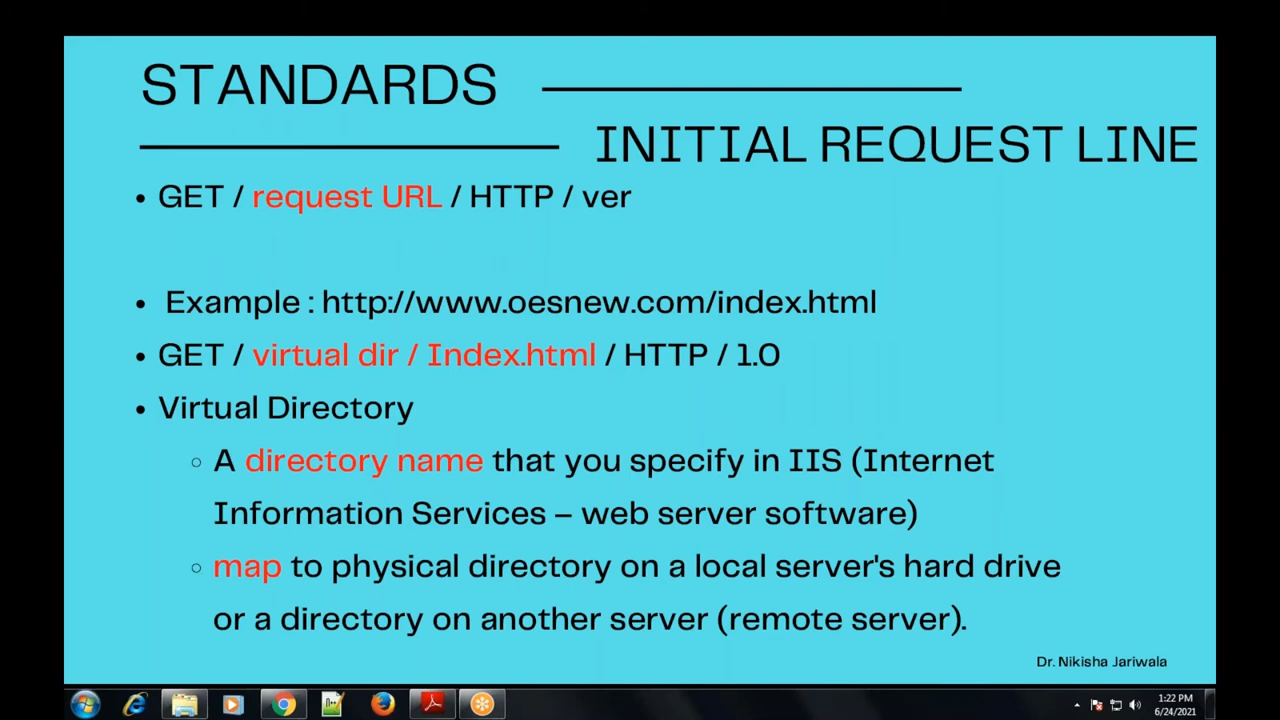 STANDARDS
INITIAL REQUEST LINE
• GET / request URL / HTTP / ver
• Example : http://www.oesnew.com/index.html
• GET / virtual dir / Index.html / HTTP / 1.0
• Virtual Directory
◦ A directory name that you specify in IIS (Internet
Information Services – web server software)
◦ map to physical directory on a local server's hard drive
or a directory on another server (remote server).
Dr. Nikisha Jariwala
1:22 PM
6/24/2021